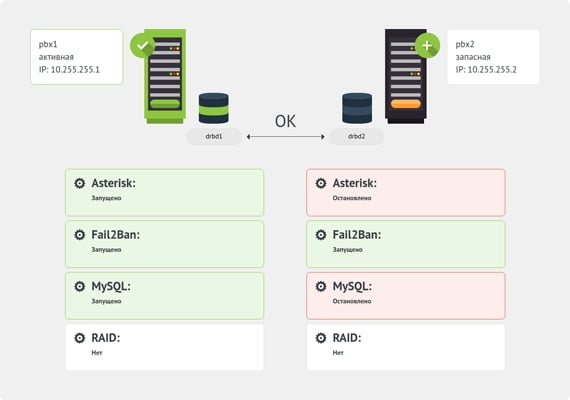 pbx1
активная
IP: 10.255.255.1
pbx2
запасная
IP: 10.255.255.2
OK
drbd1
drbd2
Asterisk:
Запущено
Asterisk:
Остановлено
Fail2Ban:
Запущено
Fail2Ban:
Запущено
MySQL:
Запущено
MySQL:
Остановлено
RAID:
Нет
RAID:
Нет